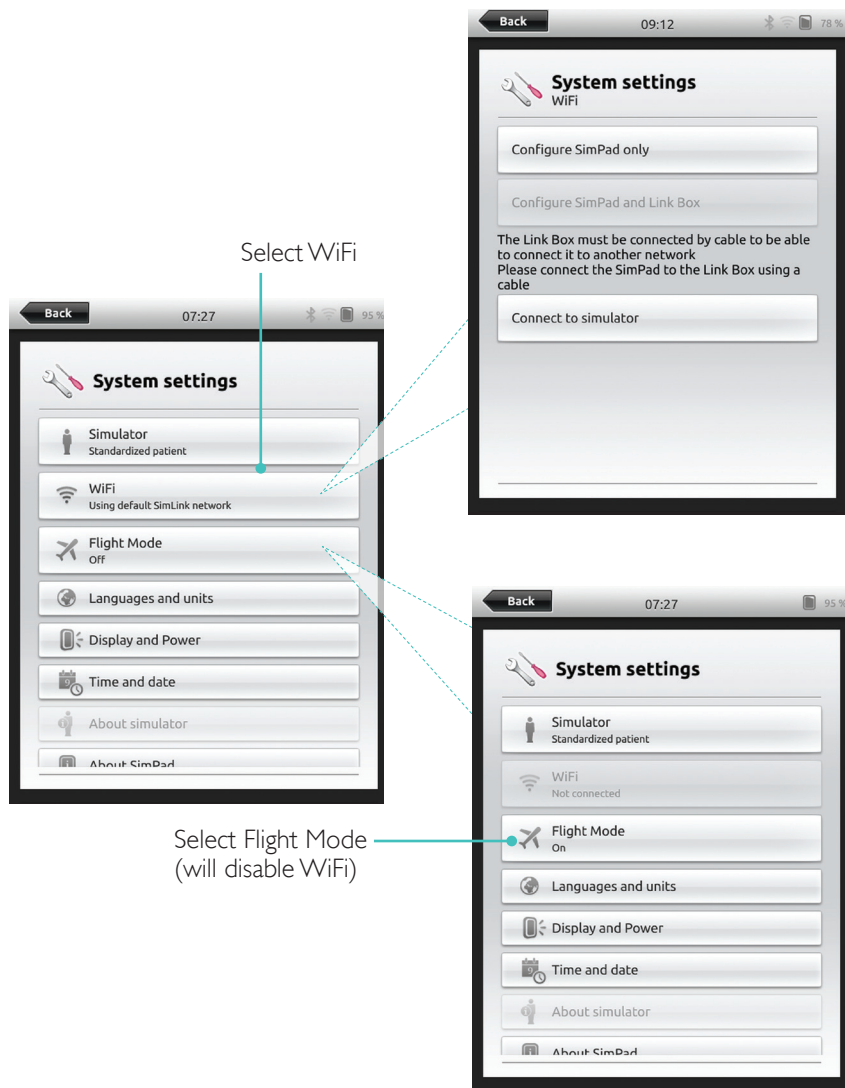 Back 09:12 78 %
System settings
WiFi
Configure SimPad only
Configure SimPad and Link Box
The Link Box must be connected by cable to be able
to connect it to another network
Please connect the SimPad to the Link Box using a
cable
Connect to simulator
Select WiFi
Back 07:27 95 %
System settings
Simulator
Standardized patient
WiFi
Using default SimLink network
Flight Mode
Off
Languages and units
Display and Power
Time and date
About simulator
About SimPad
Select Flight Mode
(will disable WiFi)
Back 07:27 95 %
System settings
Simulator
Standardized patient
WiFi
Not connected
Flight Mode
On
Languages and units
Display and Power
Time and date
About simulator
About SimPad